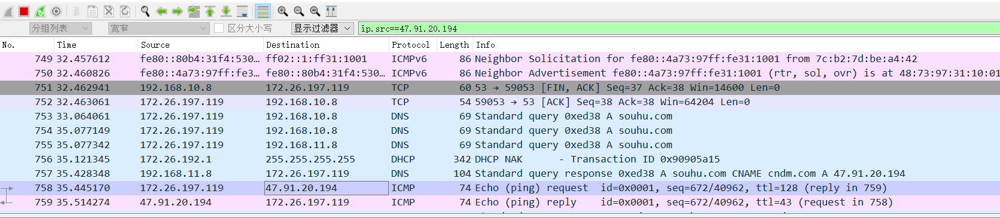 分组列表 宽窄 区分大小写 显示过滤器 ip.src==47.91.20.194
No. Time Source Destination Protocol Length Info
749 32.457612 fe80::80b4:31f4:530… ff02::1:ff31:1001 ICMPv6 86 Neighbor Solicitation for fe80::4a73:97ff:fe31:1001 from 7c:b2:7d:be:a4:42
750 32.460826 fe80::4a73:97ff:fe3… fe80::80b4:31f4:530… ICMPv6 86 Neighbor Advertisement fe80::4a73:97ff:fe31:1001 (rtr, sol, ovr) is at 48:73:97:31:10:01
751 32.462941 192.168.10.8 172.26.197.119 TCP 60 53 → 59053 [FIN, ACK] Seq=37 Ack=38 Win=14600 Len=0
752 32.463061 172.26.197.119 192.168.10.8 TCP 54 59053 → 53 [ACK] Seq=38 Ack=38 Win=64204 Len=0
753 33.064061 172.26.197.119 192.168.10.8 DNS 69 Standard query 0xed38 A souhu.com
754 35.077149 172.26.197.119 192.168.10.8 DNS 69 Standard query 0xed38 A souhu.com
755 35.077342 172.26.197.119 192.168.11.8 DNS 69 Standard query 0xed38 A souhu.com
756 35.121345 172.26.192.1 255.255.255.255 DHCP 342 DHCP NAK - Transaction ID 0x90905a15
757 35.428348 192.168.11.8 172.26.197.119 DNS 104 Standard query response 0xed38 A souhu.com CNAME cndm.com A 47.91.20.194
758 35.445170 172.26.197.119 47.91.20.194 ICMP 74 Echo (ping) request id=0x0001, seq=672/40962, ttl=128 (reply in 759)
759 35.514274 47.91.20.194 172.26.197.119 ICMP 74 Echo (ping) reply id=0x0001, seq=672/40962, ttl=43 (request in 758)